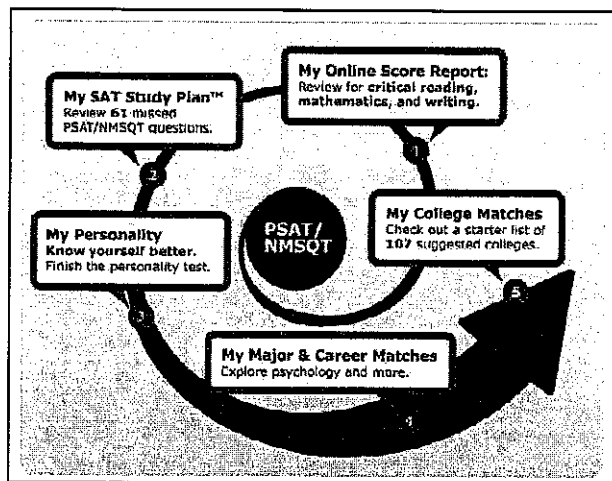 My Online Score Report:
Review for critical reading,
mathematics, and writing.
1
My SAT Study Plan™
Review 61 missed
PSAT/NMSQT questions.
2
My Personality
Know yourself better.
Finish the personality test.
3
My Major & Career Matches
Explore psychology and more.
4
My College Matches
Check out a starter list of
107 suggested colleges.
5
PSAT/
NMSQT